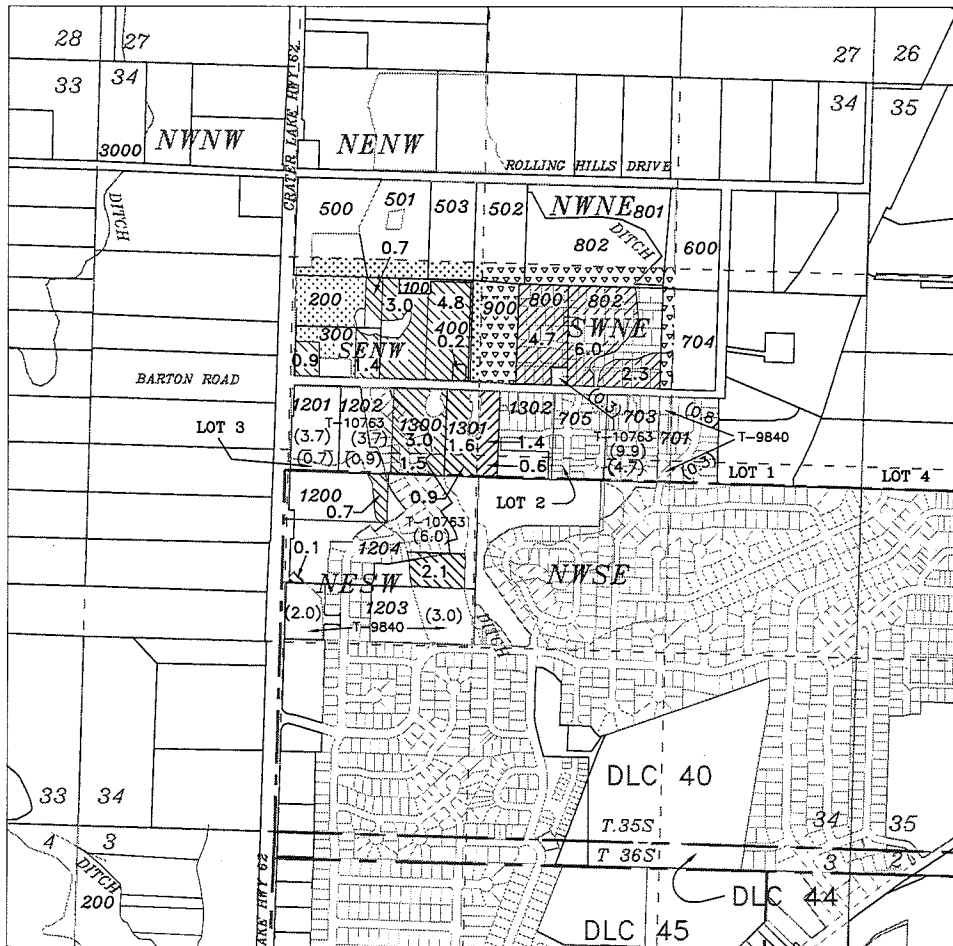 28 27
27 26
33 34
34 35
NWNW
NENW
3000
CRATER LAKE HWY 62
ROLLING HILLS DRIVE
DITCH
500
501
503
502
NWNE
801
802
DITCH
600
0.7
200
100
3.0
4.8
900
800
802
300
400
0.2
4.7
SWNE
6.0
704
SENW
0.9
1.4
2.3
BARTON ROAD
1201
1202
1300
1301
1302
705
(0.3)
703
701
(0.8)
LOT 3
T-10763
(3.7)
(3.7)
3.0
1.6
1.4
T-10763
(9.9)
T-9840
(0.7)
(0.9)
1.5
0.6
(4.7)
(0.3)
LOT 1
LOT 4
LOT 2
1200
0.7
0.9
T-10763
(6.0)
0.1
1204
2.1
NESW
NWSE
(2.0)
1203
(3.0)
T-9840
DITCH
DLC 40
33 34
34 35
T.35S
T 36S
4 3
3 2
DITCH
200
LAKE HWY 62
DLC 44
DLC 45